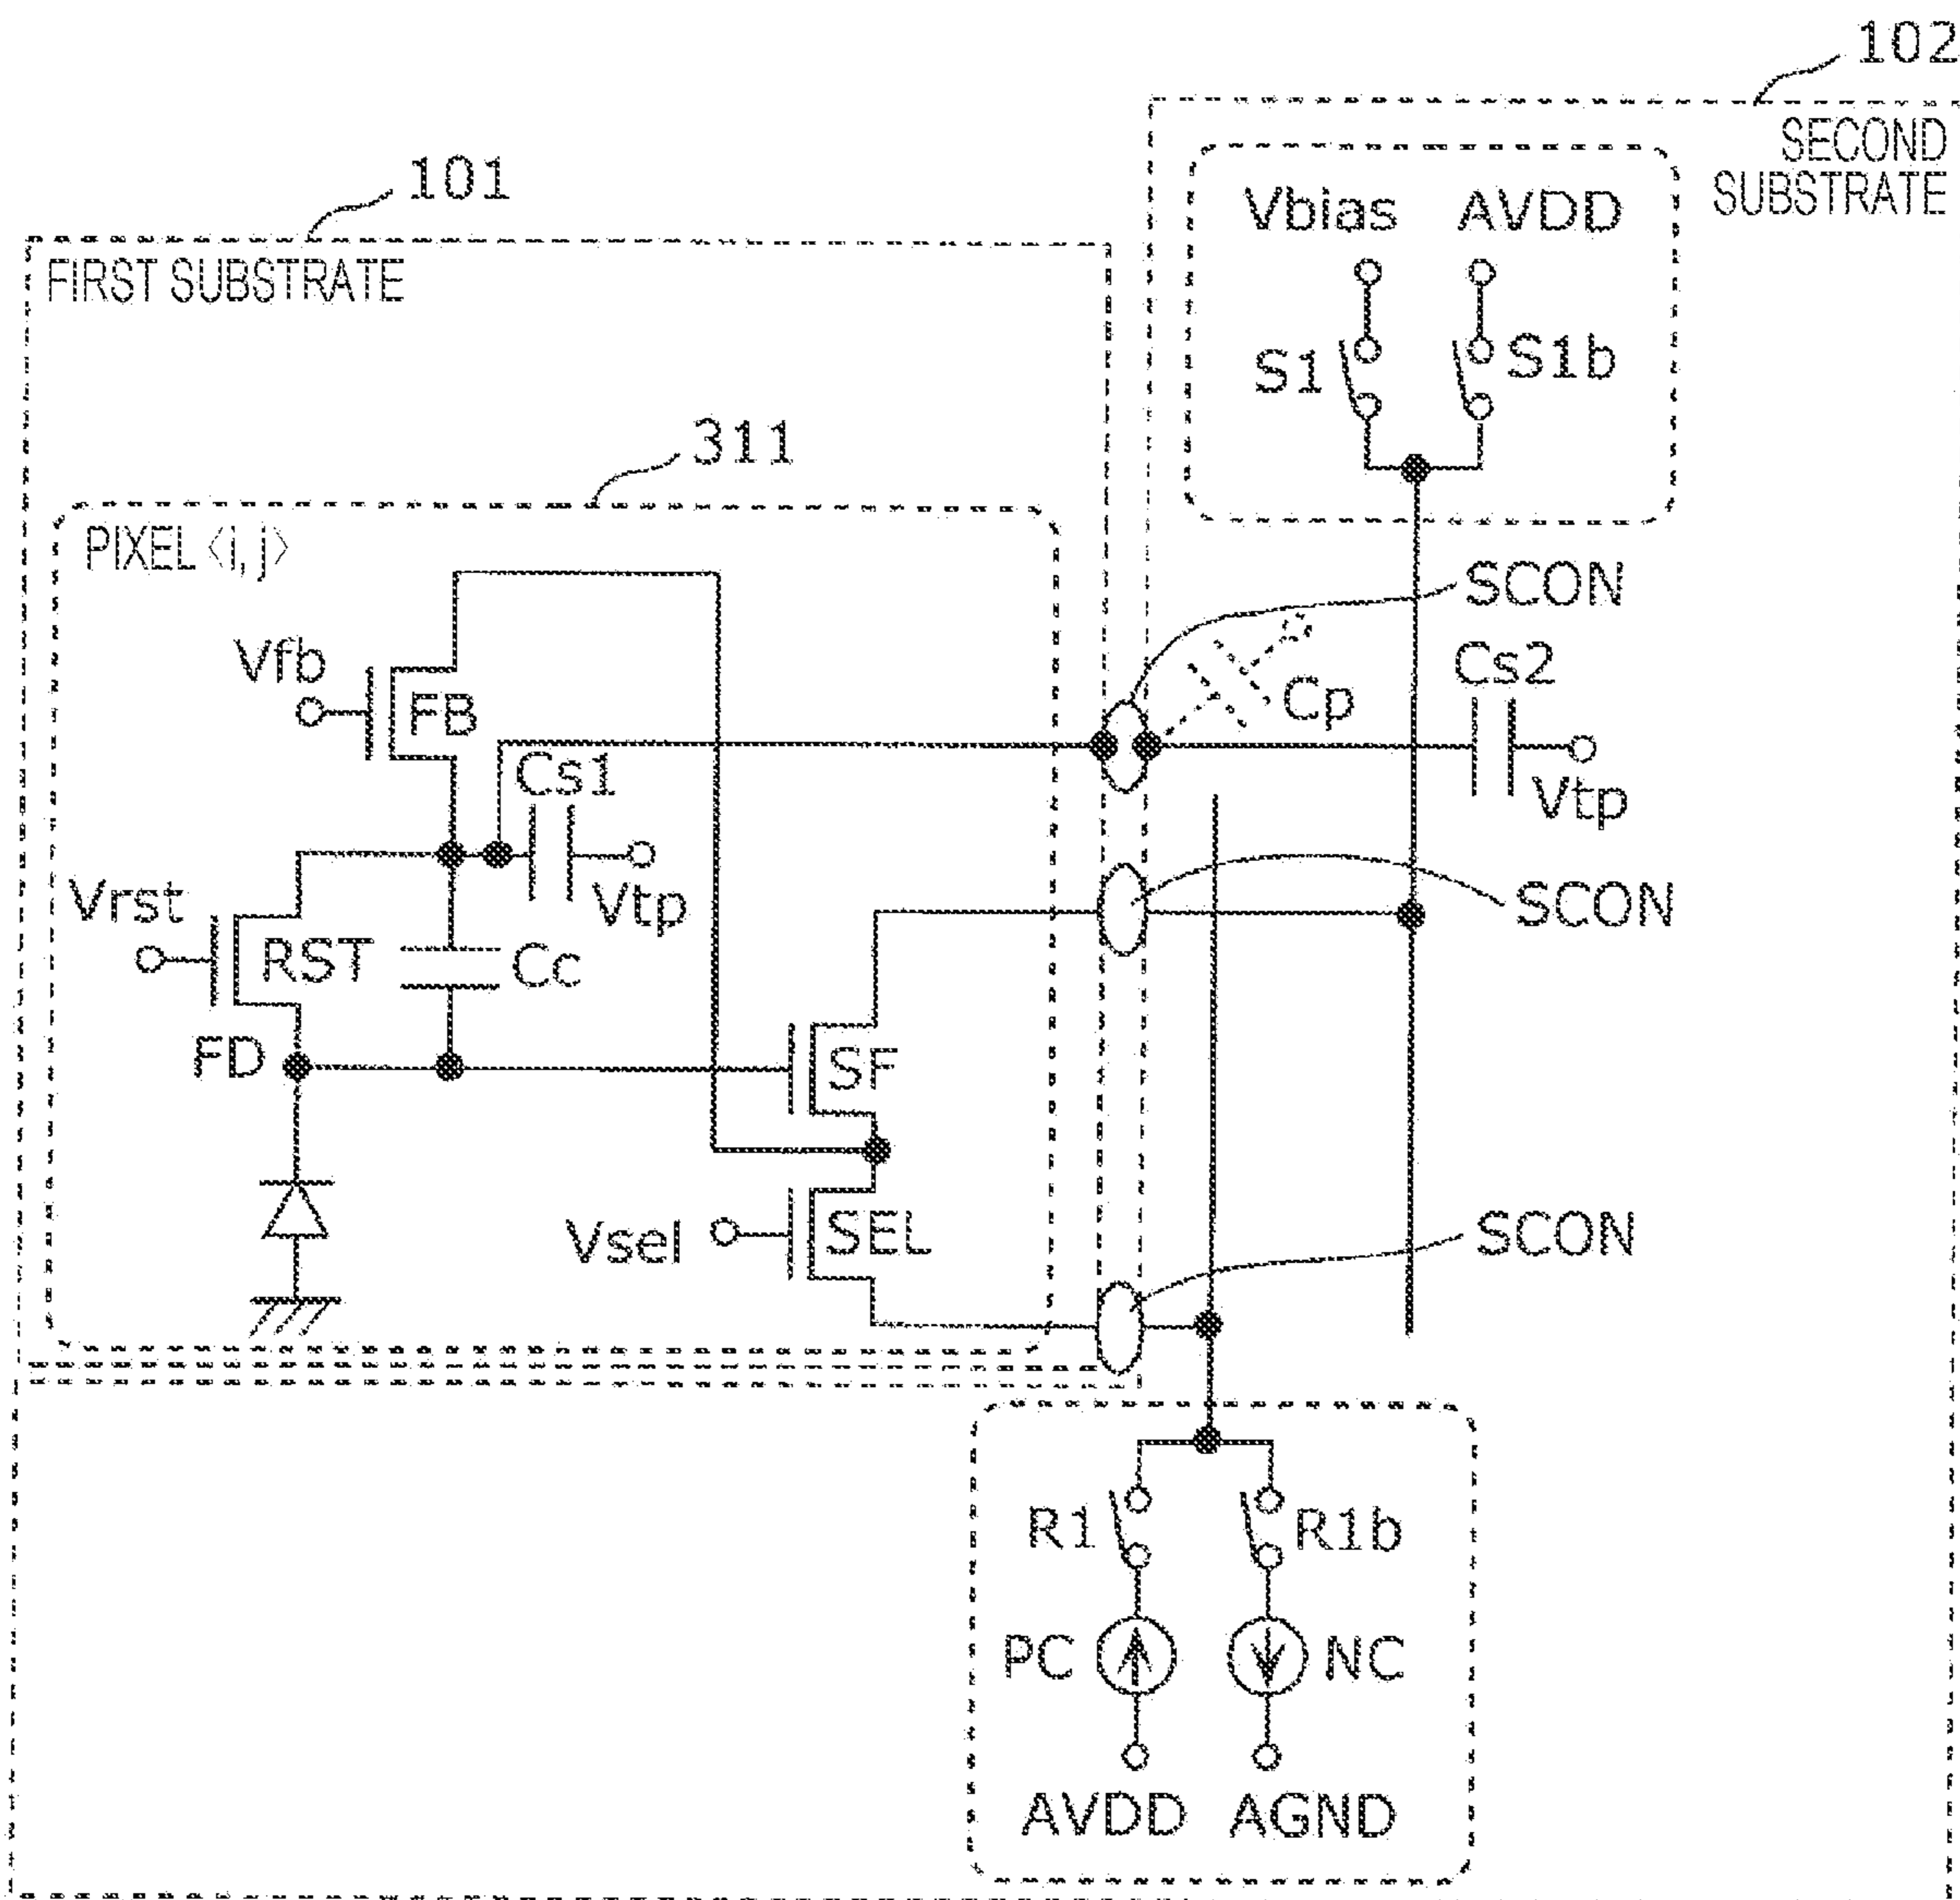 102
SECOND
SUBSTRATE
101
FIRST SUBSTRATE
Vbias AVDD
S1 S1b
311
PIXEL <i, j>
SCON
Vfb
FB
Cp
Cs2
Cs1
Vtp
Vrst
Vtp
SCON
RST
Cc
FD
SF
Vsel
SEL
SCON
R1 R1b
PC NC
AVDD AGND